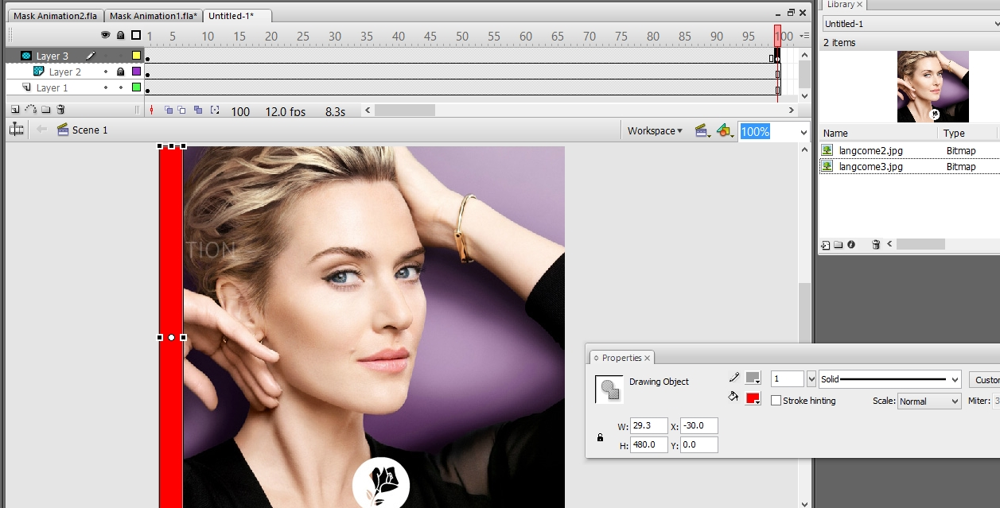 Mask Animation2.fla Mask Animation1.fla* Untitled-1*
Library
Untitled-1
1 5 10 15 20 25 30 35 40 45 50 55 60 65 70 75 80 85 90 95 100
2 items
Layer 3
Layer 2
Layer 1
100 12.0 fps 8.3s
Scene 1
Workspace
100%
Name Type
langcome2.jpg Bitmap
langcome3.jpg Bitmap
TION
Properties
Drawing Object
1 Solid Custo
Stroke hinting Scale: Normal Miter: 3
W: 29.3 X: -30.0
H: 480.0 Y: 0.0